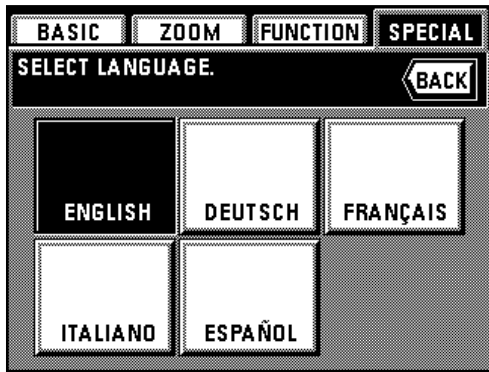 BASIC ZOOM FUNCTION SPECIAL
SELECT LANGUAGE.
BACK
ENGLISH DEUTSCH FRANÇAIS
ITALIANO ESPAÑOL